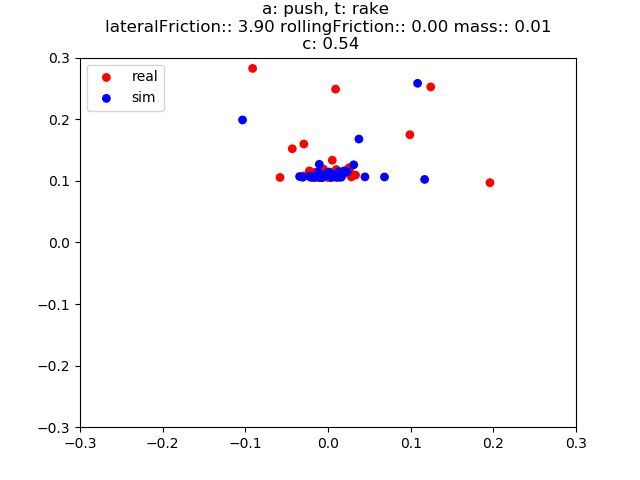 a: push, t: rake
lateralFriction:: 3.90 rollingFriction:: 0.00 mass:: 0.01
c: 0.54
real
sim
0.3
0.2
0.1
0.0
−0.1
−0.2
−0.3
−0.3 −0.2 −0.1 0.0 0.1 0.2 0.3